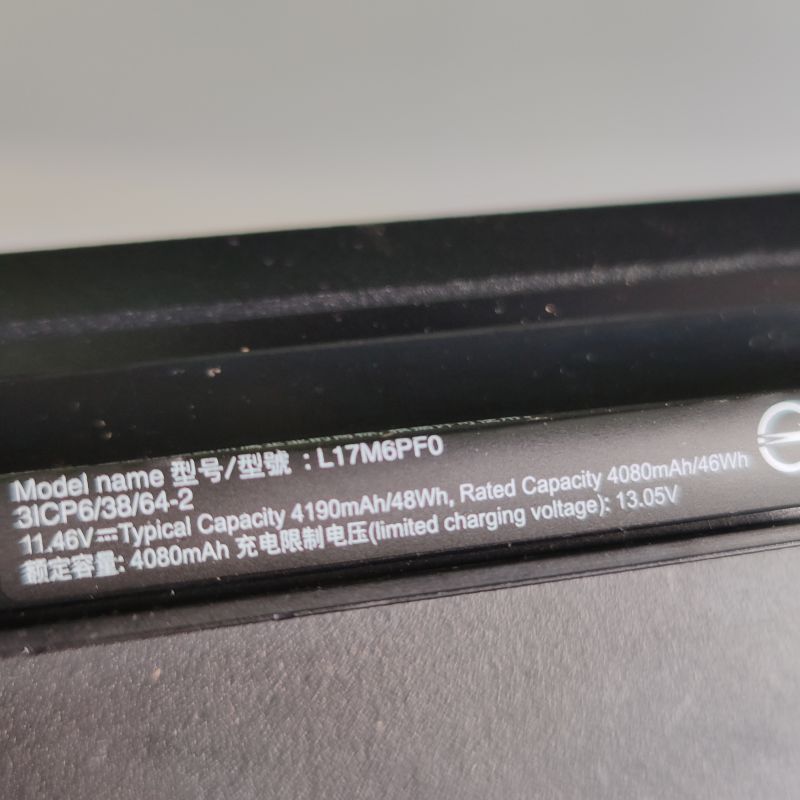 Model name 型号/型號 : L17M6PF0
3ICP6/38/64-2
11.46V⎓Typical Capacity 4190mAh/48Wh, Rated Capacity 4080mAh/46Wh
额定容量: 4080mAh 充电限制电压(limited charging voltage): 13.05V